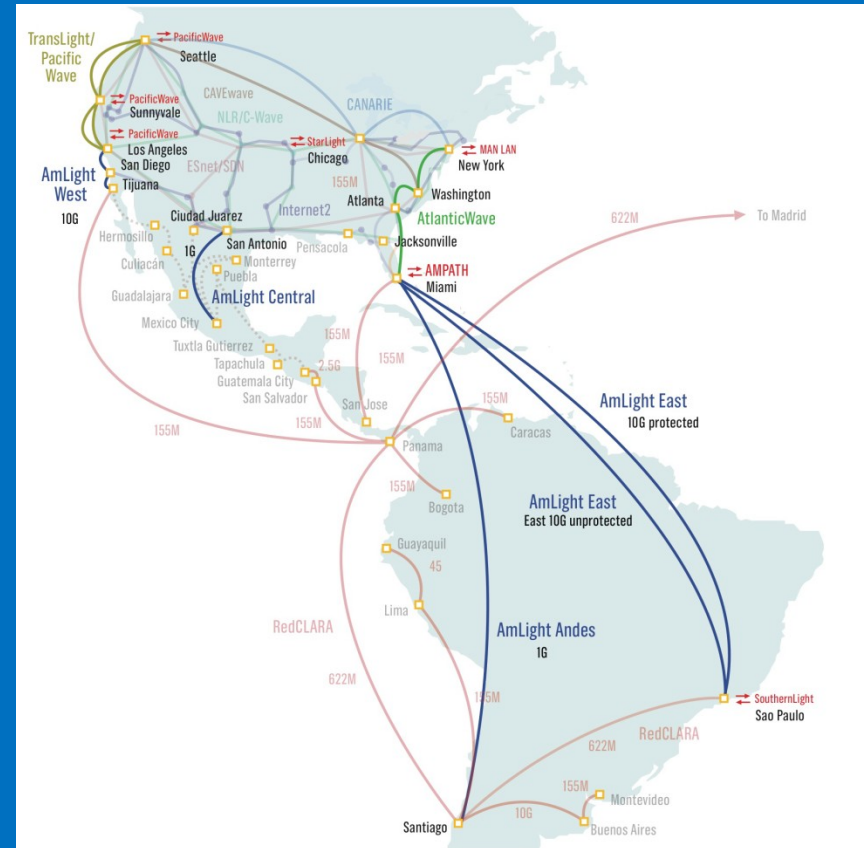 TransLight/
Pacific
Wave
PacificWave
Seattle
CAVEwave
PacificWave
Sunnyvale
NLR/C-Wave
CANARIE
PacificWave
Los Angeles
StarLight
Chicago
MAN LAN
New York
San Diego
ESnet/SDN
155M
AmLight
West
10G
Tijuana
Washington
Atlanta
AtlanticWave
Ciudad Juarez
Internet2
622M
To Madrid
Hermosillo
1G
San Antonio
Pensacola
Jacksonville
Culiacán
Monterrey
Puebla
AMPATH
Miami
Guadalajara
AmLight Central
Mexico City
Tuxtla Gutierrez
155M
Tapachula
2.5G
155M
Guatemala City
San Salvador
San Jose
155M
155M
155M
Caracas
AmLight East
10G protected
Panama
155M
Bogota
AmLight East
East 10G unprotected
Guayaquil
45
Lima
RedCLARA
AmLight Andes
1G
622M
155M
SouthernLight
Sao Paulo
RedCLARA
622M
155M
Montevideo
10G
Santiago
Buenos Aires